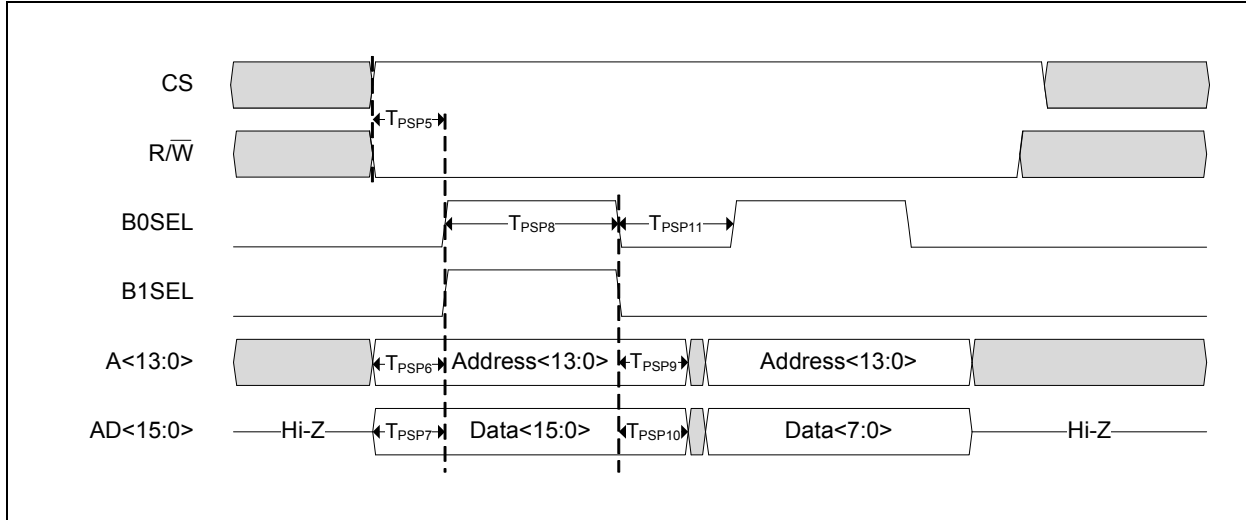 CS
T_PSP5
R/W̅
B0SEL
T_PSP8
T_PSP11
B1SEL
A<13:0>
T_PSP6
Address<13:0>
T_PSP9
Address<13:0>
AD<15:0>
Hi-Z
T_PSP7
Data<15:0>
T_PSP10
Data<7:0>
Hi-Z